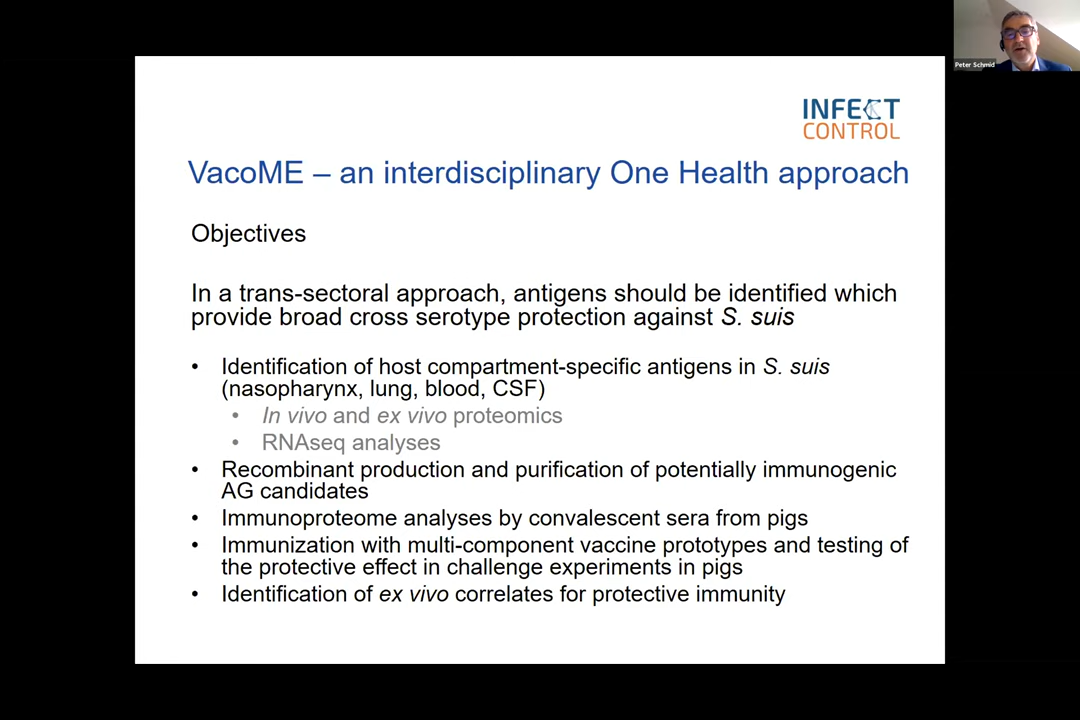 Peter Schmid
INFECT
CONTROL
VacoME – an interdisciplinary One Health approach
Objectives
In a trans-sectoral approach, antigens should be identified which
provide broad cross serotype protection against S. suis
• Identification of host compartment-specific antigens in S. suis
(nasopharynx, lung, blood, CSF)
• In vivo and ex vivo proteomics
• RNAseq analyses
• Recombinant production and purification of potentially immunogenic
AG candidates
• Immunoproteome analyses by convalescent sera from pigs
• Immunization with multi-component vaccine prototypes and testing of
the protective effect in challenge experiments in pigs
• Identification of ex vivo correlates for protective immunity